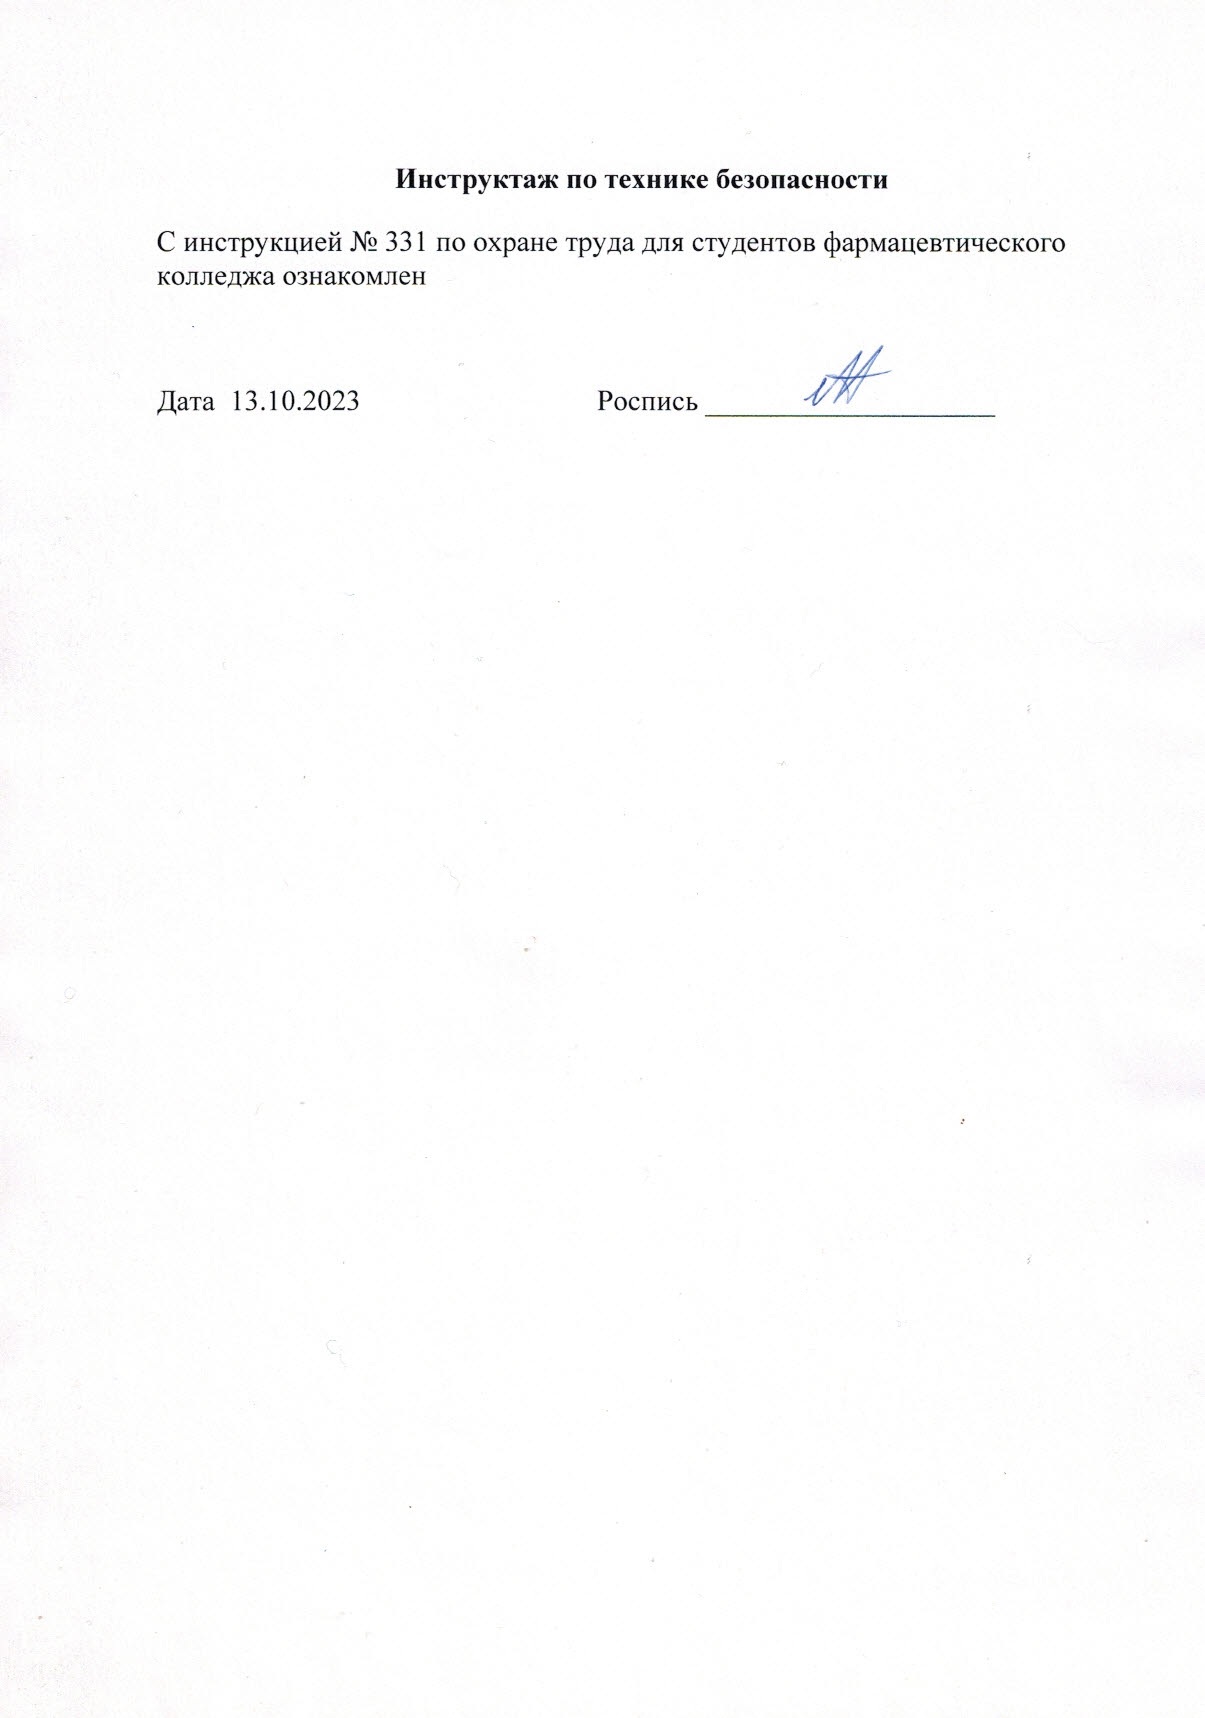 Инструктаж по технике безопасности
С инструкцией № 331 по охране труда для студентов фармацевтического
колледжа ознакомлен
Дата 13.10.2023 Роспись